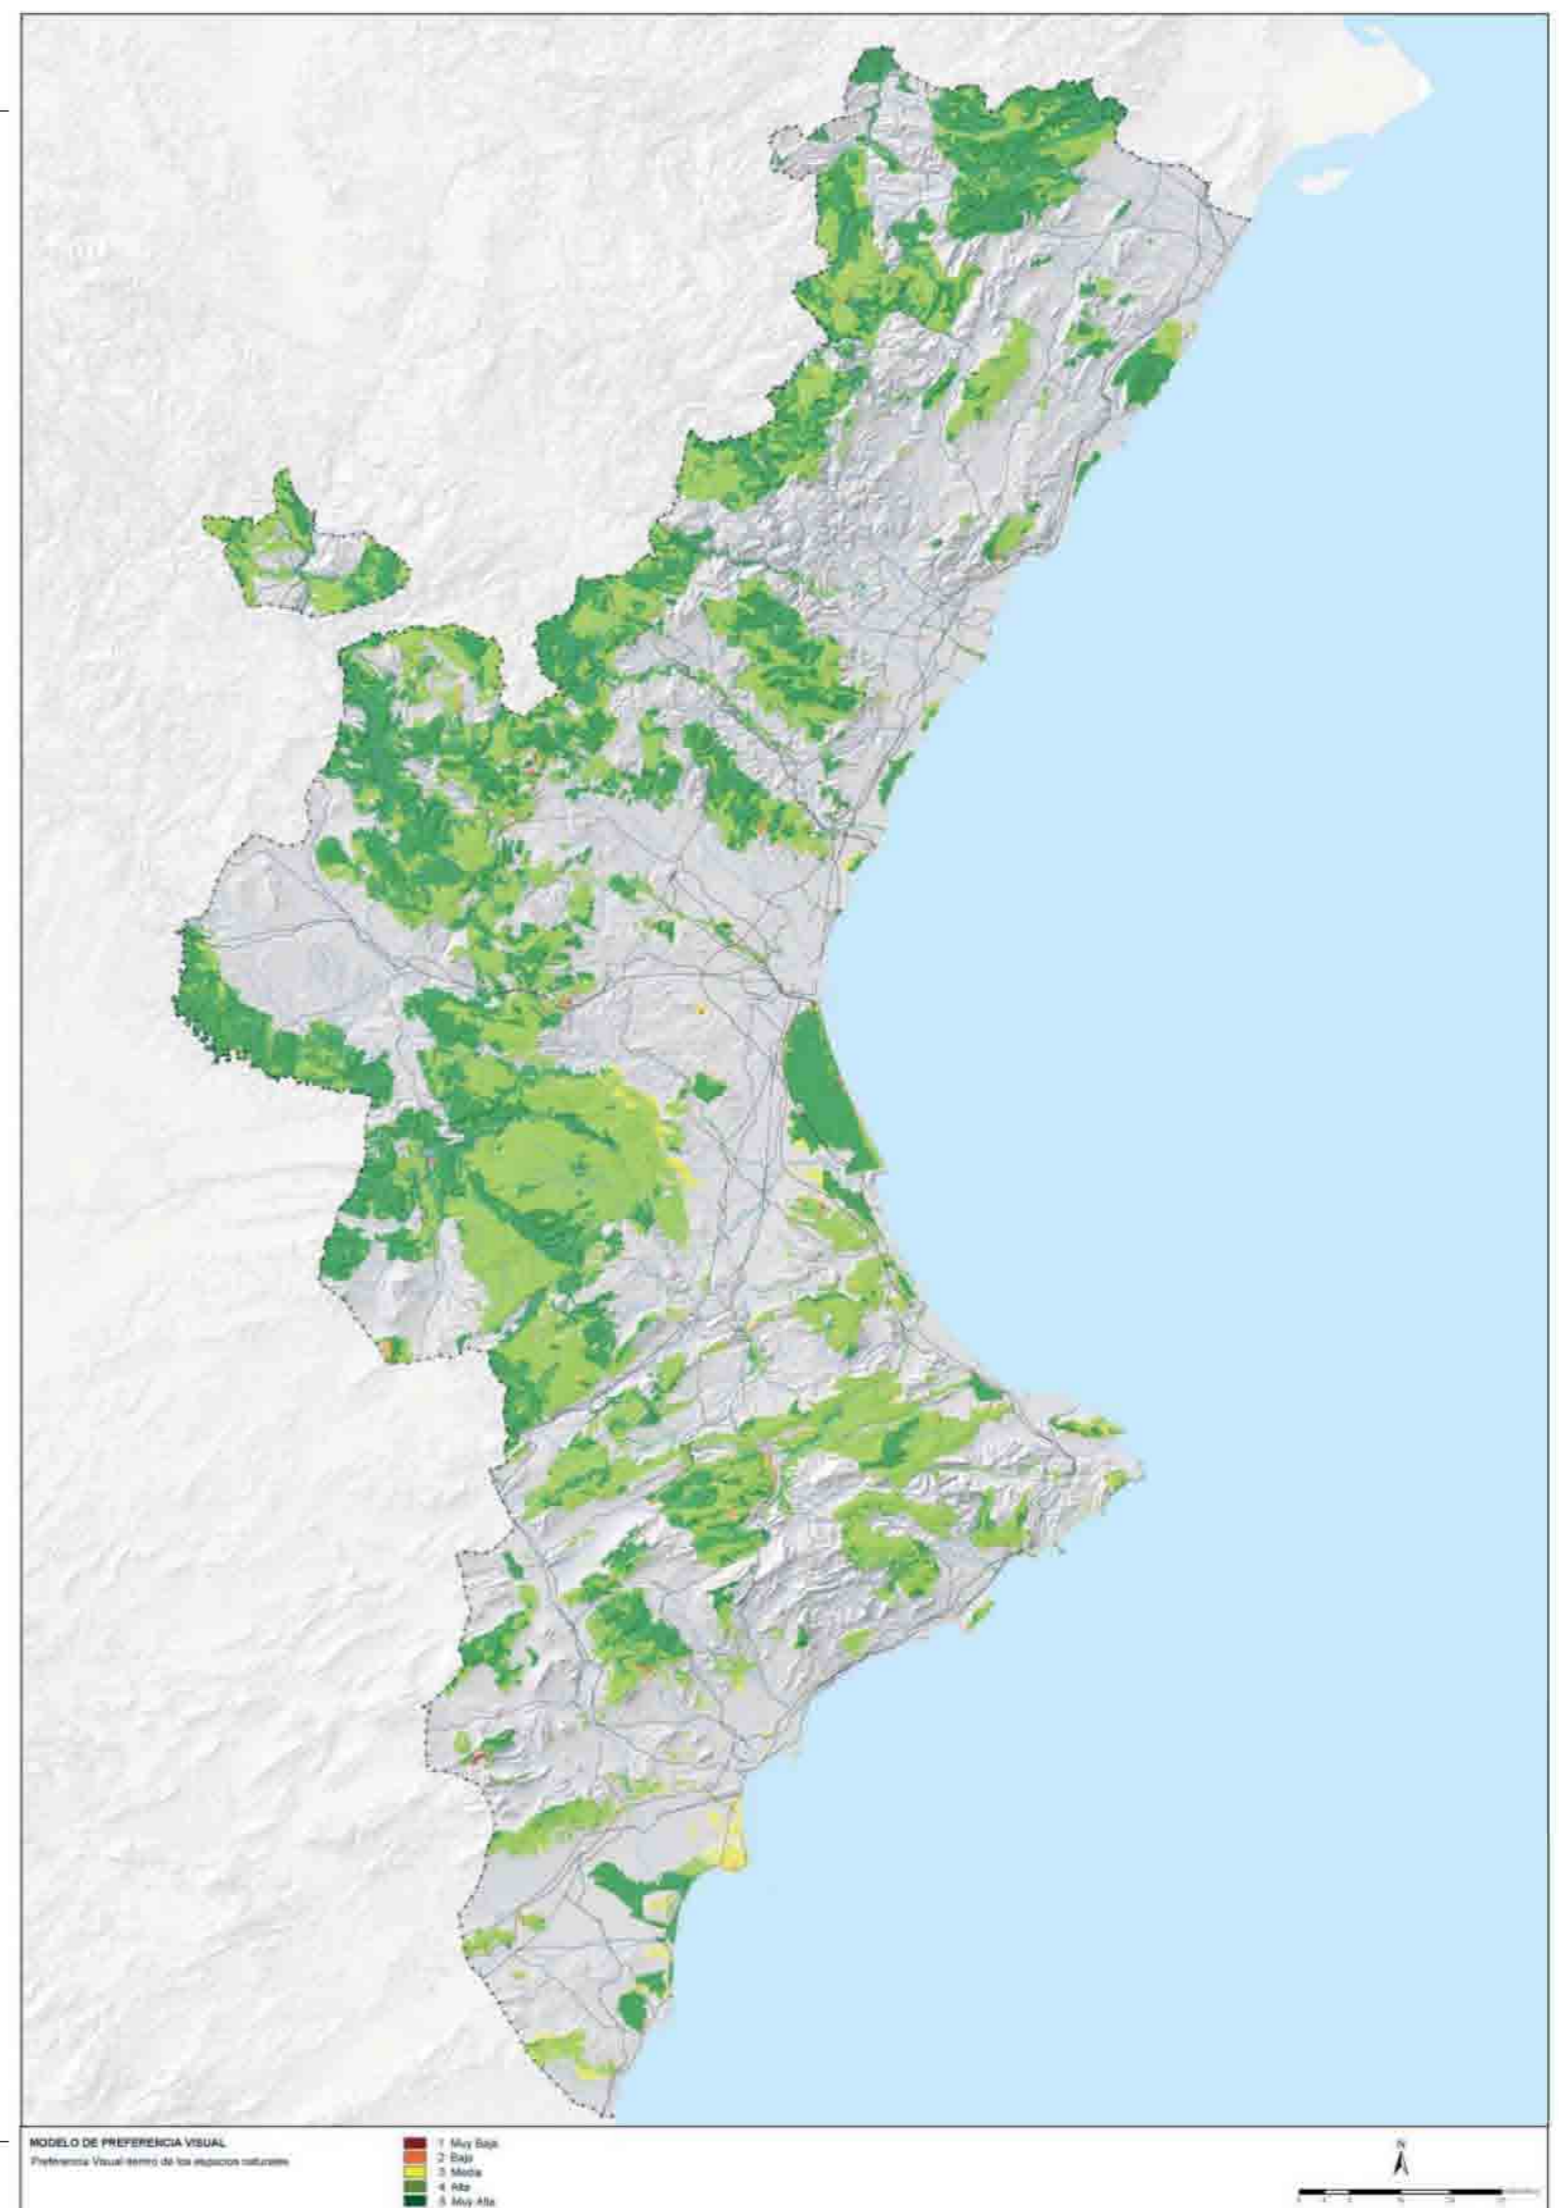 MODELO DE PREFERENCIA VISUAL
Preferencia Visual dentro de los espacios naturales
1 Muy Baja
2 Baja
3 Media
4 Alta
5 Muy Alta
N